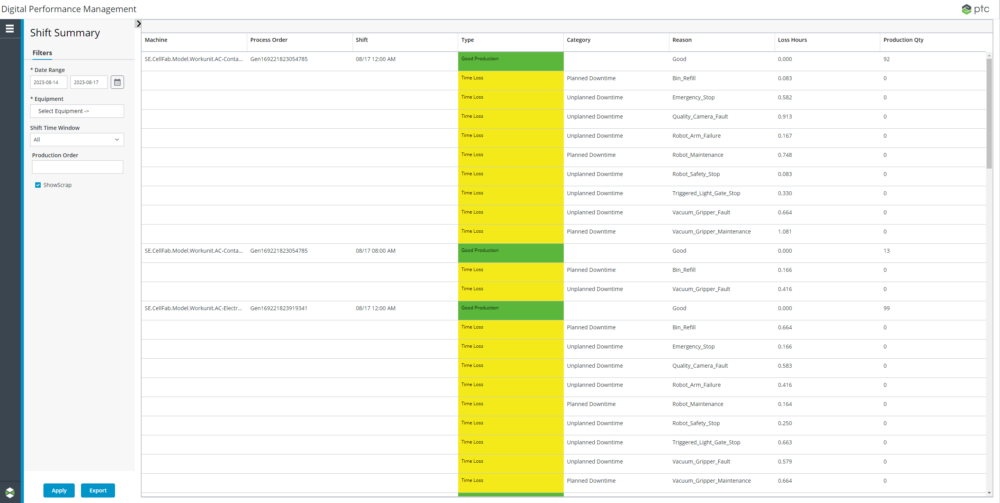 Digital Performance Management
ptc
Shift Summary
Filters
* Date Range
2023-08-14 2023-08-17
* Equipment
Select Equipment ->
Shift Time Window
All
Production Order
ShowScrap
Apply Export
Machine Process Order Shift Type Category Reason Loss Hours Production Qty
SE.CellFab.Model.Workunit.AC-Conta... Gen169221823054785 08/17 12:00 AM Good Production Good 0.000 92
Time Loss Planned Downtime Bin_Refill 0.083 0
Time Loss Unplanned Downtime Emergency_Stop 0.582 0
Time Loss Unplanned Downtime Quality_Camera_Fault 0.913 0
Time Loss Unplanned Downtime Robot_Arm_Failure 0.167 0
Time Loss Planned Downtime Robot_Maintenance 0.748 0
Time Loss Unplanned Downtime Robot_Safety_Stop 0.083 0
Time Loss Unplanned Downtime Triggered_Light_Gate_Stop 0.330 0
Time Loss Unplanned Downtime Vacuum_Gripper_Fault 0.664 0
Time Loss Planned Downtime Vacuum_Gripper_Maintenance 1.081 0
SE.CellFab.Model.Workunit.AC-Conta... Gen169221823054785 08/17 08:00 AM Good Production Good 0.000 13
Time Loss Planned Downtime Bin_Refill 0.166 0
Time Loss Unplanned Downtime Vacuum_Gripper_Fault 0.416 0
SE.CellFab.Model.Workunit.AC-Electr... Gen169221823919341 08/17 12:00 AM Good Production Good 0.000 99
Time Loss Planned Downtime Bin_Refill 0.664 0
Time Loss Unplanned Downtime Emergency_Stop 0.166 0
Time Loss Unplanned Downtime Quality_Camera_Fault 0.583 0
Time Loss Unplanned Downtime Robot_Arm_Failure 0.416 0
Time Loss Planned Downtime Robot_Maintenance 0.164 0
Time Loss Unplanned Downtime Robot_Safety_Stop 0.250 0
Time Loss Unplanned Downtime Triggered_Light_Gate_Stop 0.663 0
Time Loss Unplanned Downtime Vacuum_Gripper_Fault 0.579 0
Time Loss Planned Downtime Vacuum_Gripper_Maintenance 0.664 0